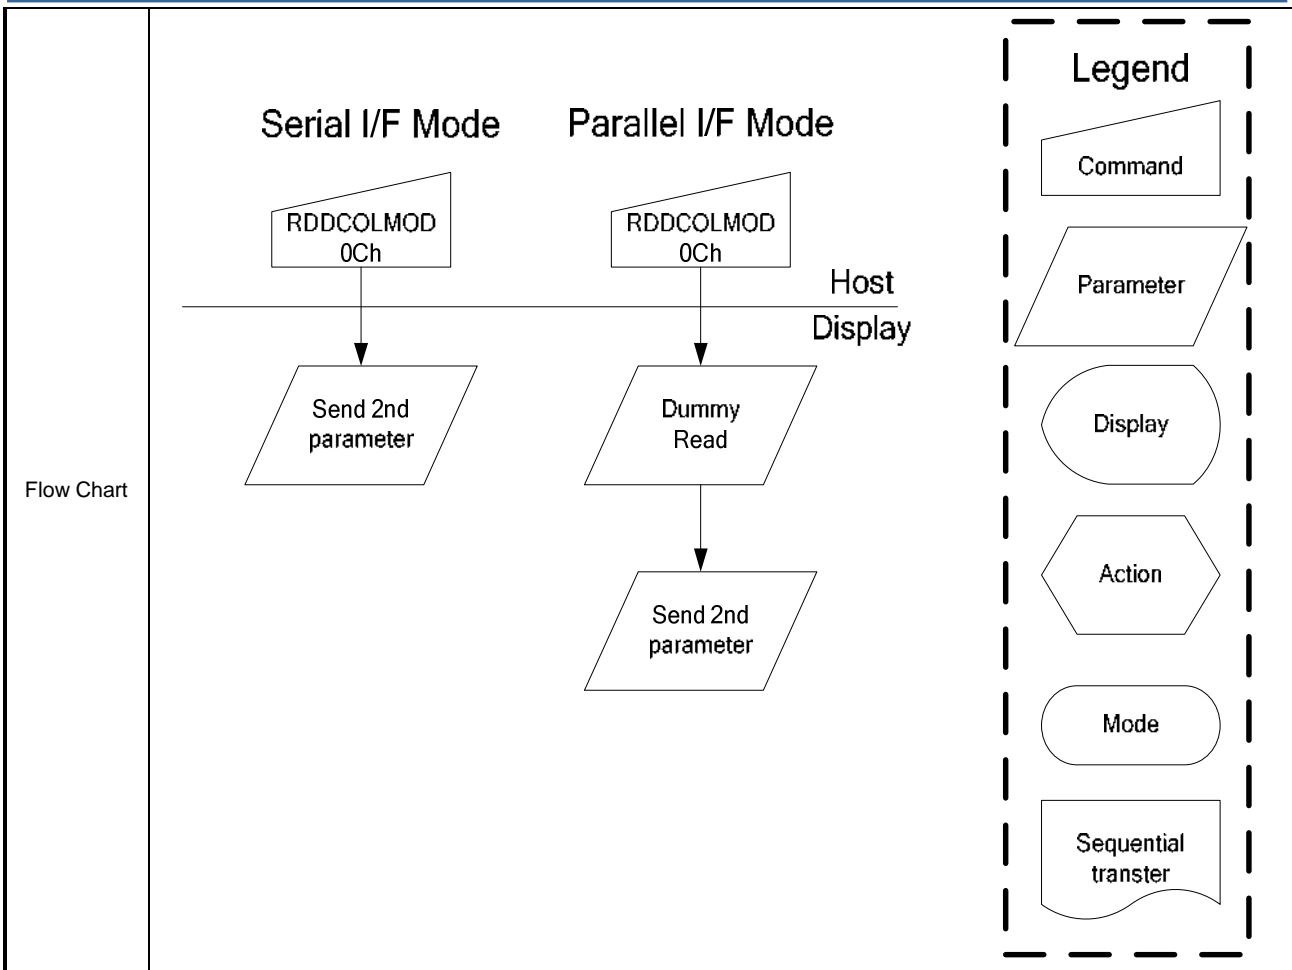 Flow Chart
Serial I/F Mode
Parallel I/F Mode
RDDCOLMOD
0Ch
RDDCOLMOD
0Ch
Host
Display
Send 2nd
parameter
Dummy
Read
Send 2nd
parameter
Legend
Command
Parameter
Display
Action
Mode
Sequential
transter